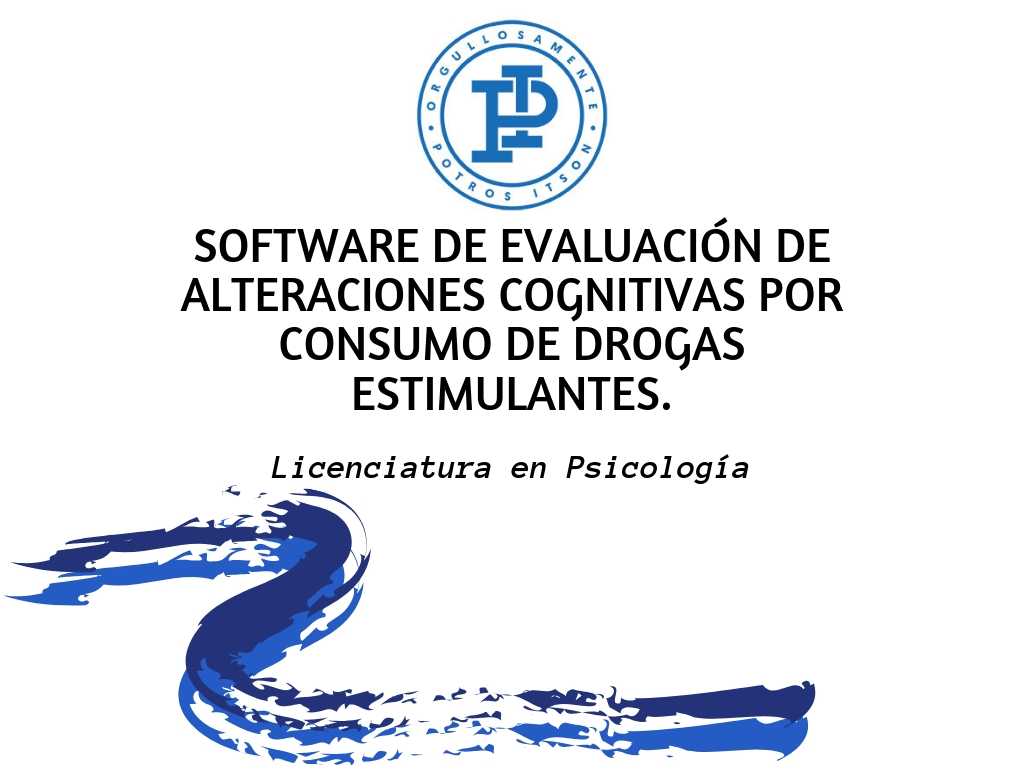 ORGULLOSAMENTE
POTROS ITSON
SOFTWARE DE EVALUACIÓN DE
ALTERACIONES COGNITIVAS POR
CONSUMO DE DROGAS
ESTIMULANTES.
Licenciatura en Psicología